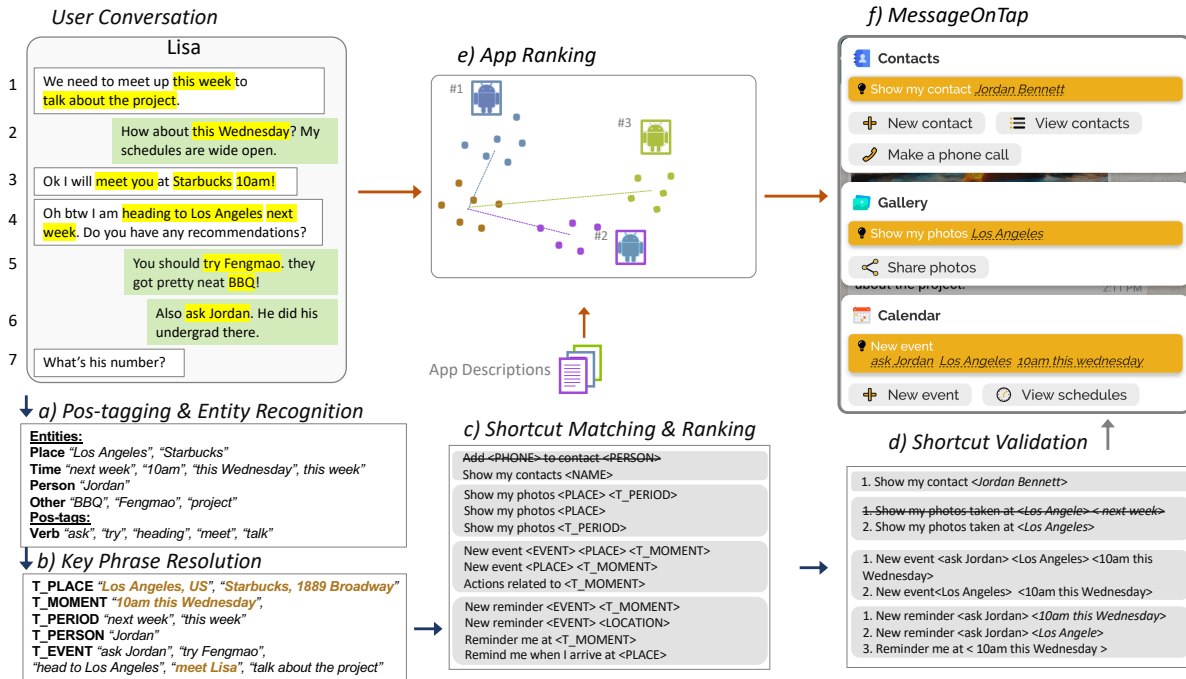 User Conversation
Lisa
1
We need to meet up this week to
talk about the project.
2
How about this Wednesday? My
schedules are wide open.
3
Ok I will meet you at Starbucks 10am!
4
Oh btw I am heading to Los Angeles next
week. Do you have any recommendations?
5
You should try Fengmao. they
got pretty neat BBQ!
6
Also ask Jordan. He did his
undergrad there.
7
What's his number?
e) App Ranking
#1
#3
#2
App Descriptions
f) MessageOnTap
Contacts
Show my contact Jordan Bennett
New contact
View contacts
Make a phone call
Gallery
Show my photos Los Angeles
Share photos
about the project.
2:11 PM
Calendar
New event
ask Jordan Los Angeles 10am this wednesday
New event
View schedules
a) Pos-tagging & Entity Recognition
Entities:
Place "Los Angeles", "Starbucks"
Time "next week", "10am", "this Wednesday", this week"
Person "Jordan"
Other "BBQ", "Fengmao", "project"
Pos-tags:
Verb "ask", "try", "heading", "meet", "talk"
b) Key Phrase Resolution
T_PLACE "Los Angeles, US", "Starbucks, 1889 Broadway"
T_MOMENT "10am this Wednesday",
T_PERIOD "next week", "this week"
T_PERSON "Jordan"
T_EVENT "ask Jordan", "try Fengmao",
"head to Los Angeles", "meet Lisa", "talk about the project"
c) Shortcut Matching & Ranking
Add <PHONE> to contact <PERSON>
Show my contacts <NAME>
Show my photos <PLACE> <T_PERIOD>
Show my photos <PLACE>
Show my photos <T_PERIOD>
New event <EVENT> <PLACE> <T_MOMENT>
New event <PLACE> <T_MOMENT>
Actions related to <T_MOMENT>
New reminder <EVENT> <T_MOMENT>
New reminder <EVENT> <LOCATION>
Reminder me at <T_MOMENT>
Remind me when I arrive at <PLACE>
d) Shortcut Validation
1. Show my contact <Jordan Bennett>
1. Show my photos taken at <Los Angele> < next week>
2. Show my photos taken at <Los Angeles>
1. New event <ask Jordan> <Los Angeles> <10am this
Wednesday>
2. New event<Los Angeles> <10am this Wednesday>
1. New reminder <ask Jordan> <10am this Wednesday>
2. New reminder <ask Jordan> <Los Angele>
3. Reminder me at < 10am this Wednesday >